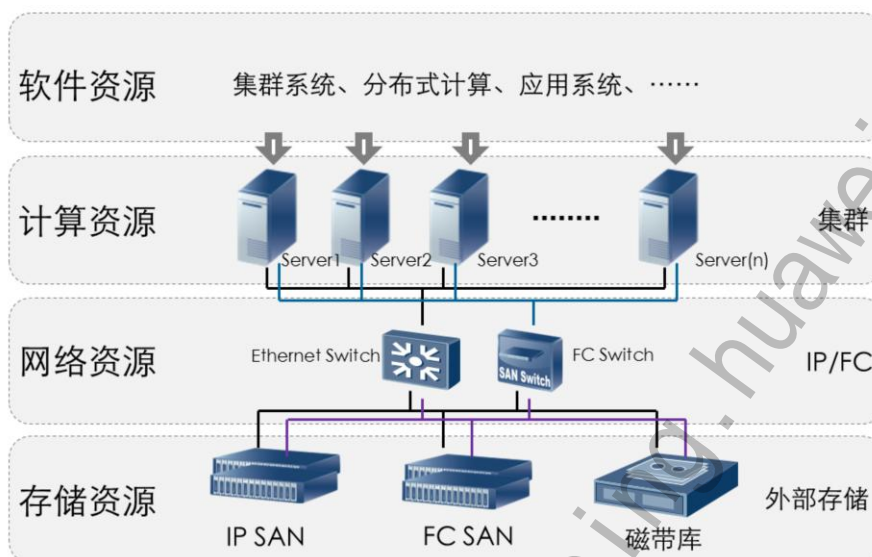 软件资源
集群系统、分布式计算、应用系统、……
计算资源
Server1
Server2
Server3
········
Server(n)
集群
网络资源
Ethernet Switch
SAN Switch
FC Switch
IP/FC
存储资源
IP SAN
FC SAN
磁带库
外部存储
ing.huawei.